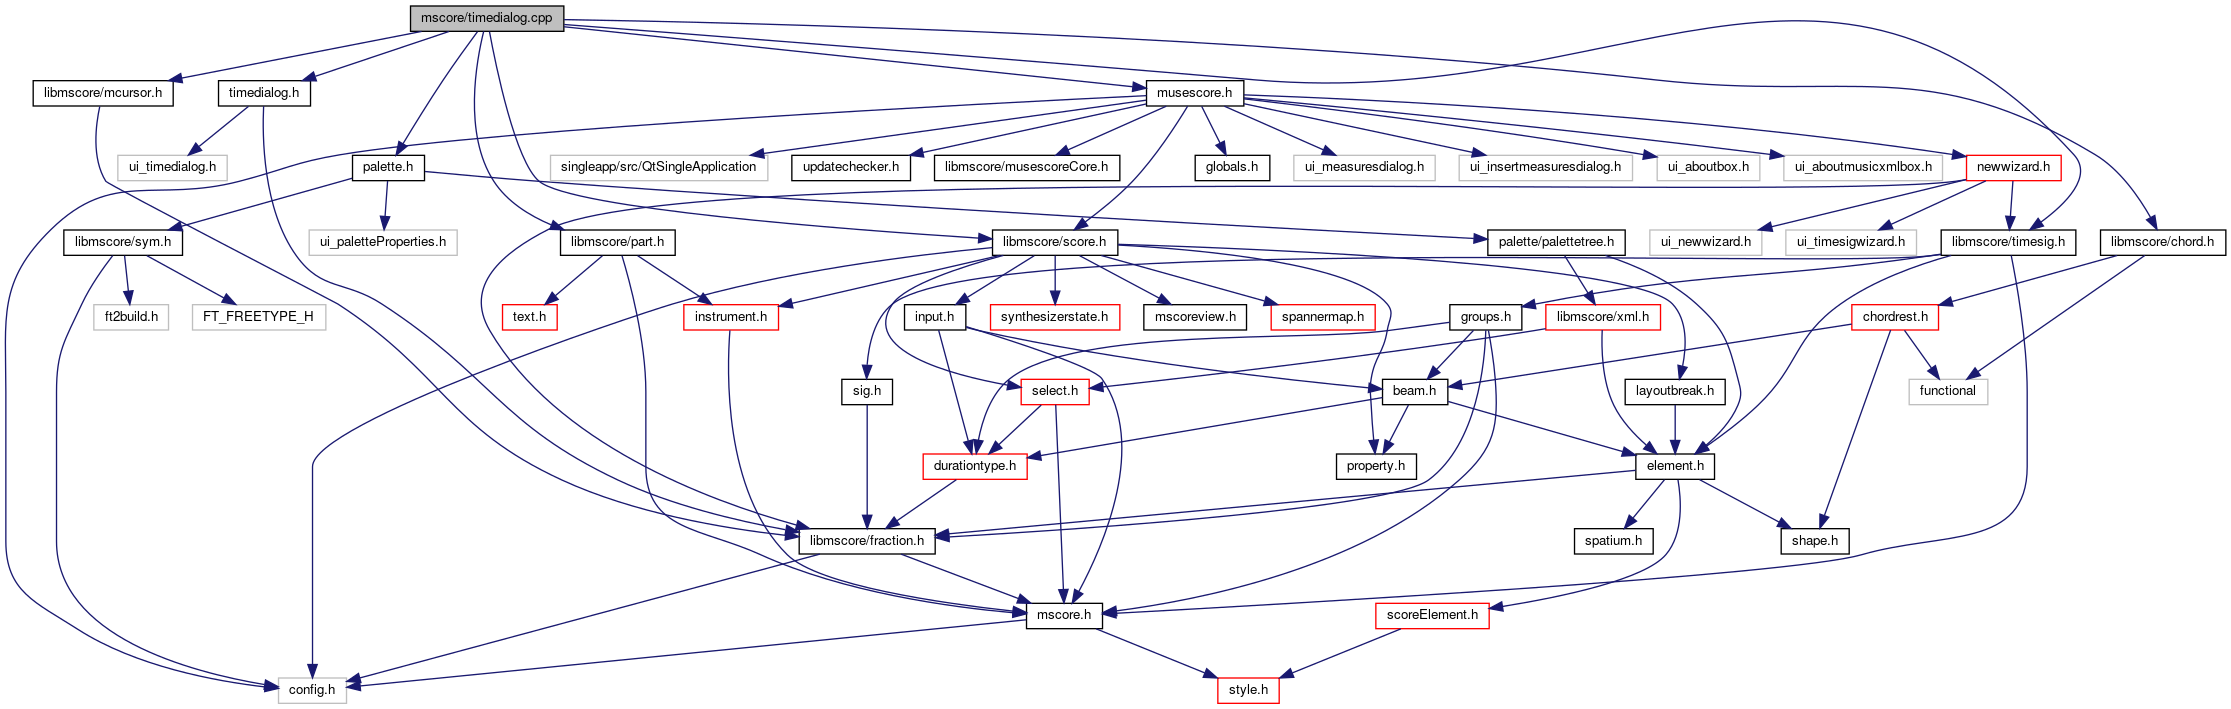 mscore/timedialog.cpp
libmscore/mcursor.h
timedialog.h
musescore.h
ui_timedialog.h
palette.h
singleapp/src/QtSingleApplication
updatechecker.h
libmscore/musescoreCore.h
globals.h
ui_measuresdialog.h
ui_insertmeasuresdialog.h
ui_aboutbox.h
ui_aboutmusicxmlbox.h
newwizard.h
libmscore/sym.h
ui_paletteProperties.h
libmscore/part.h
libmscore/score.h
palette/palettetree.h
ui_newwizard.h
ui_timesigwizard.h
libmscore/timesig.h
libmscore/chord.h
ft2build.h
FT_FREETYPE_H
text.h
instrument.h
input.h
synthesizerstate.h
mscoreview.h
spannermap.h
groups.h
libmscore/xml.h
chordrest.h
sig.h
select.h
beam.h
layoutbreak.h
functional
durationtype.h
property.h
element.h
libmscore/fraction.h
spatium.h
shape.h
mscore.h
scoreElement.h
config.h
style.h